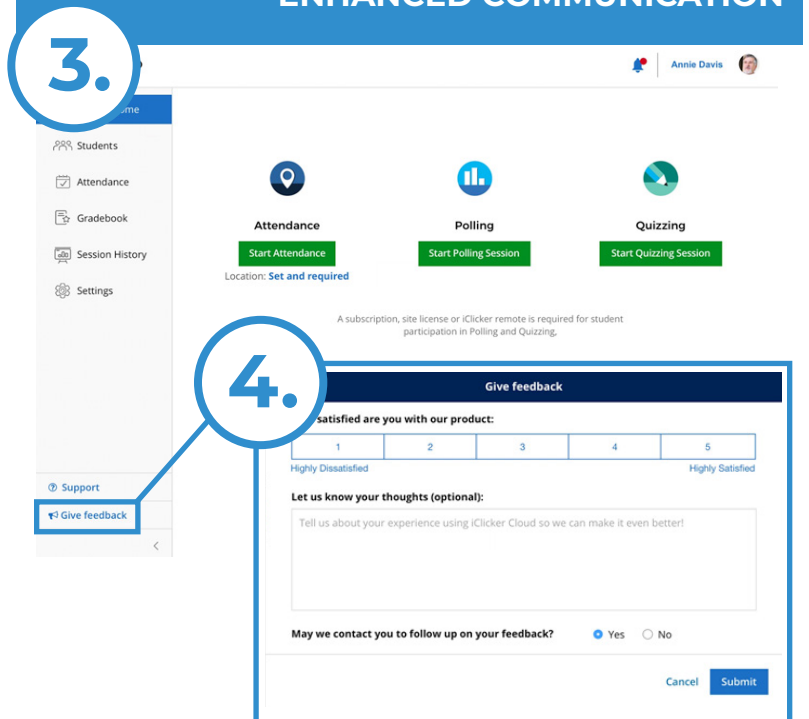 ENHANCED COMMUNICATION
3.
Annie Davis
Students
Attendance
Gradebook
Session History
Settings
Attendance
Polling
Quizzing
Start Attendance
Start Polling Session
Start Quizzing Session
Location: Set and required
A subscription, site license or iClicker remote is required for student
participation in Polling and Quizzing.
4.
Give feedback
satisfied are you with our product:
1 2 3 4 5
Highly Dissatisfied Highly Satisfied
Let us know your thoughts (optional):
Tell us about your experience using iClicker Cloud so we can make it even better!
May we contact you to follow up on your feedback? Yes No
Cancel Submit
Support
Give feedback